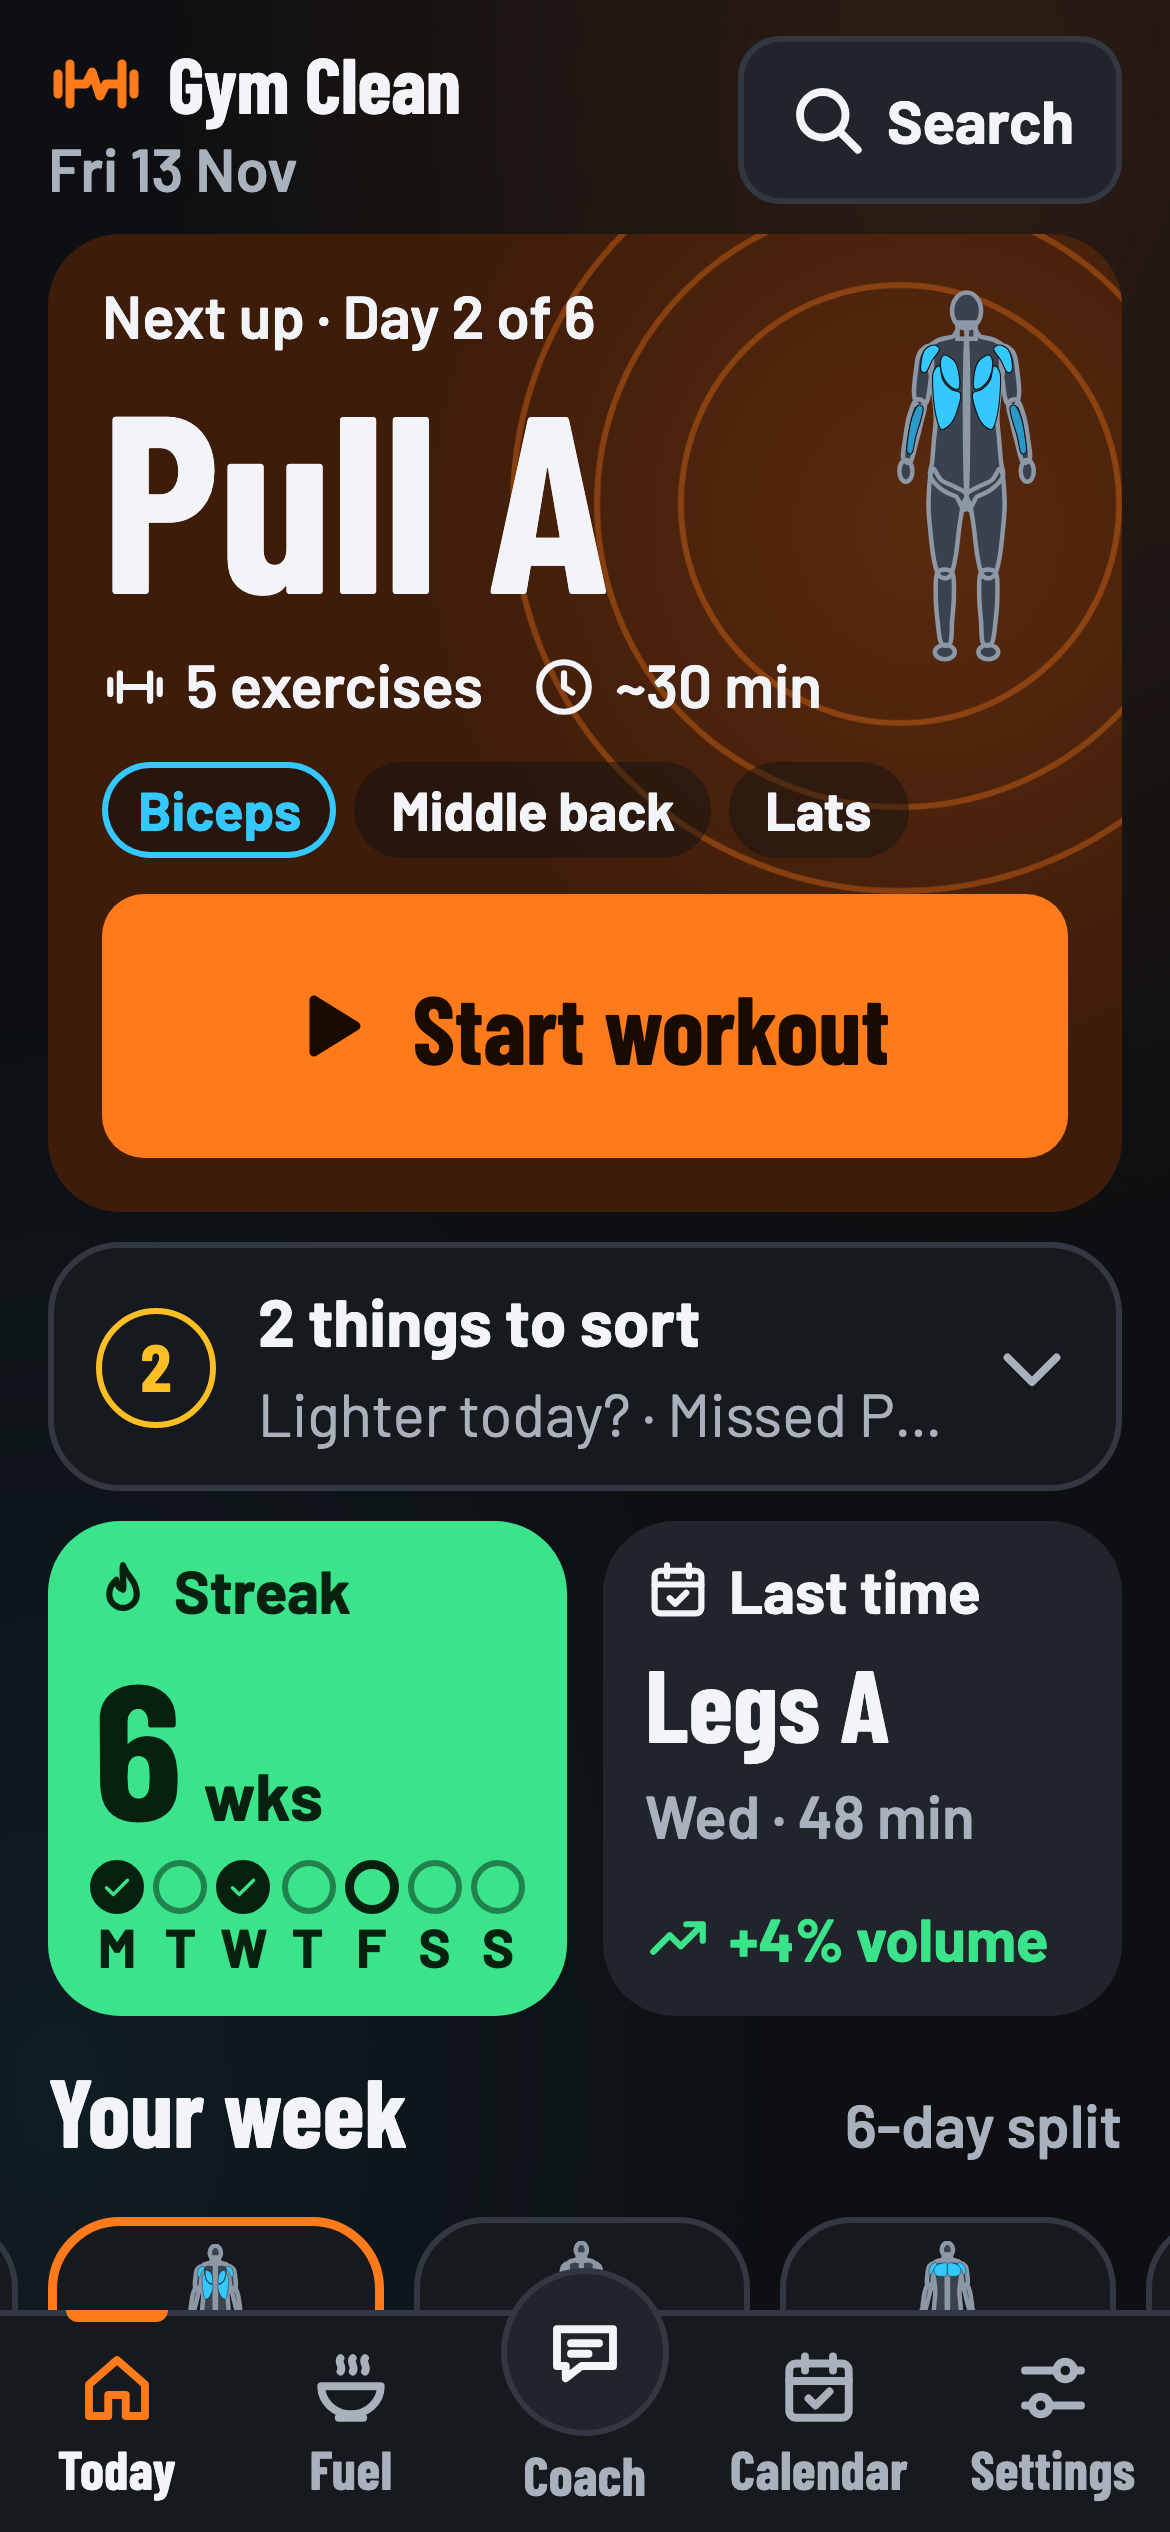 Gym Clean
Fri 13 Nov
Search
Next up · Day 2 of 6
Pull A
5 exercises
~30 min
Biceps
Middle back
Lats
Start workout
2
2 things to sort
Lighter today? · Missed P...
Streak
6 wks
M T W T F S S
Last time
Legs A
Wed · 48 min
+4% volume
Your week
6-day split
Today
Fuel
Coach
Calendar
Settings